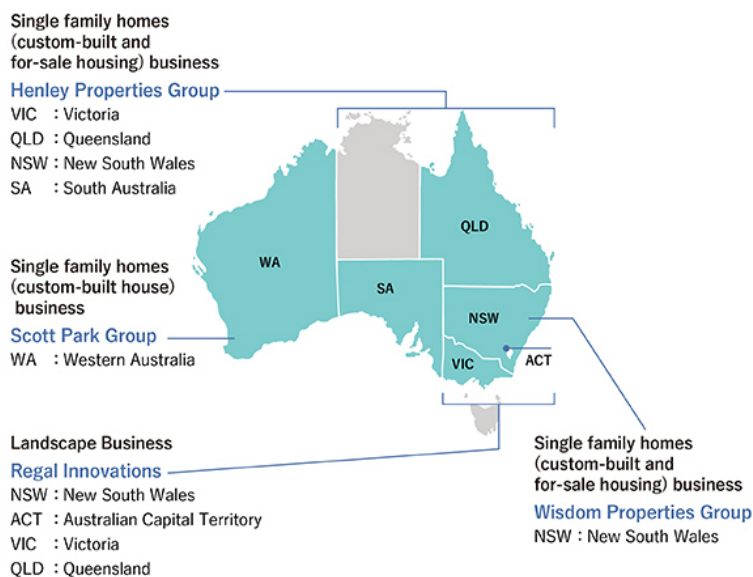 Single family homes
(custom-built and
for-sale housing) business
Henley Properties Group
VIC : Victoria
QLD : Queensland
NSW : New South Wales
SA : South Australia
Single family homes
(custom-built house)
business
Scott Park Group
WA : Western Australia
Landscape Business
Regal Innovations
NSW : New South Wales
ACT : Australian Capital Territory
VIC : Victoria
QLD : Queensland
WA
SA
QLD
NSW
VIC
ACT
Single family homes
(custom-built and
for-sale housing) business
Wisdom Properties Group
NSW : New South Wales